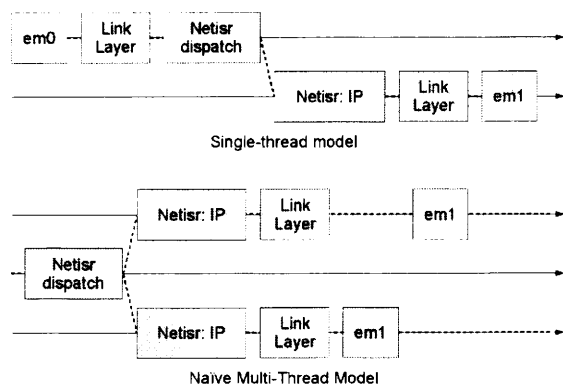 em0
Link
Layer
Netisr
dispatch
Netisr: IP
Link
Layer
em1
Single-thread model
Netisr: IP
Link
Layer
em1
Netisr
dispatch
Netisr: IP
Link
Layer
em1
Naïve Multi-Thread Model